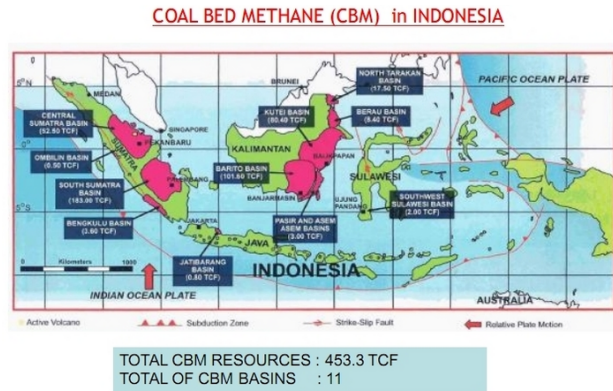 COAL BED METHANE (CBM) in INDONESIA
5°N
MEDAN
BRUNEI
NORTH TARAKAN
BASIN
(17.50 TCF)
PACIFIC OCEAN PLATE
CENTRAL
SUMATRA BASIN
(52.50 TCF)
SINGAPORE
KUTEI BASIN
(80.40 TCF)
BERAU BASIN
(8.40 TCF)
PEKANBARU
OMBILIN BASIN
(0.50 TCF)
SUMATRA
KALIMANTAN
BALIKPAPAN
SOUTH SUMATRA
BASIN
(183.00 TCF)
PALEMBANG
BARITO BASIN
(101.60 TCF)
SULAWESI
BANJARMASIN
UJUNG
PANDANG
SOUTHWEST
SULAWESI BASIN
(2.00 TCF)
5°S
BENGKULU BASIN
(3.60 TCF)
JAKARTA
PASIR AND ASEM
ASEM BASINS
(3.00 TCF)
JAVA
Kilometers
0
1000
JATIBARANG
BASIN
(0.80 TCF)
INDONESIA
INDIAN OCEAN PLATE
AUSTRALIA
Active Volcano
Subduction Zone
Strike-Slip Fault
Relative Plate Motion
TOTAL CBM RESOURCES : 453.3 TCF
TOTAL OF CBM BASINS : 11